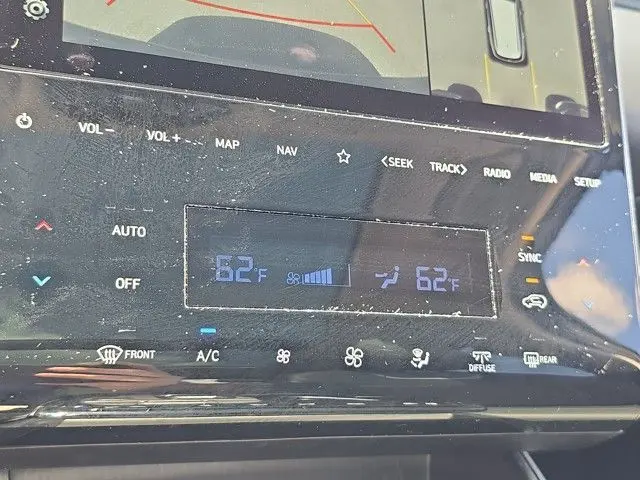 VOL− VOL+ MAP NAV <SEEK TRACK> RADIO MEDIA SETUP
AUTO
SYNC
62°F 62°F
OFF
FRONT A/C DIFFUSE REAR